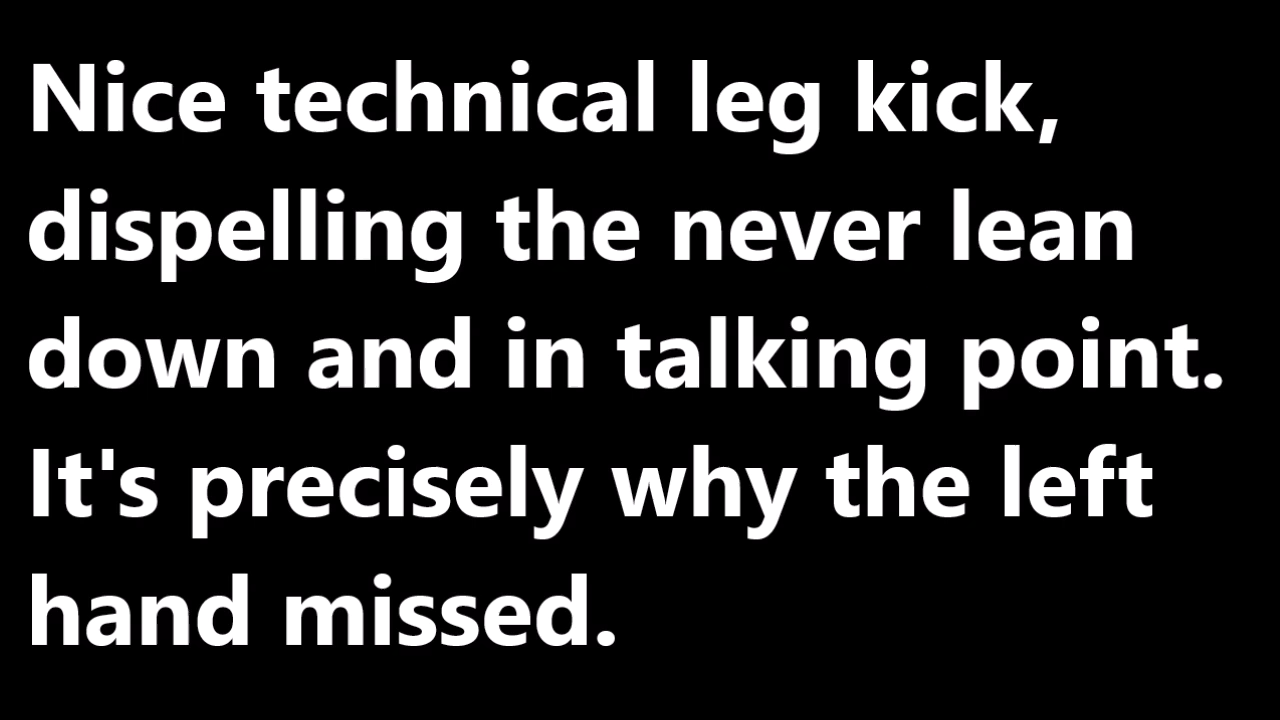 Nice technical leg kick,
dispelling the never lean
down and in talking point.
It's precisely why the left
hand missed.